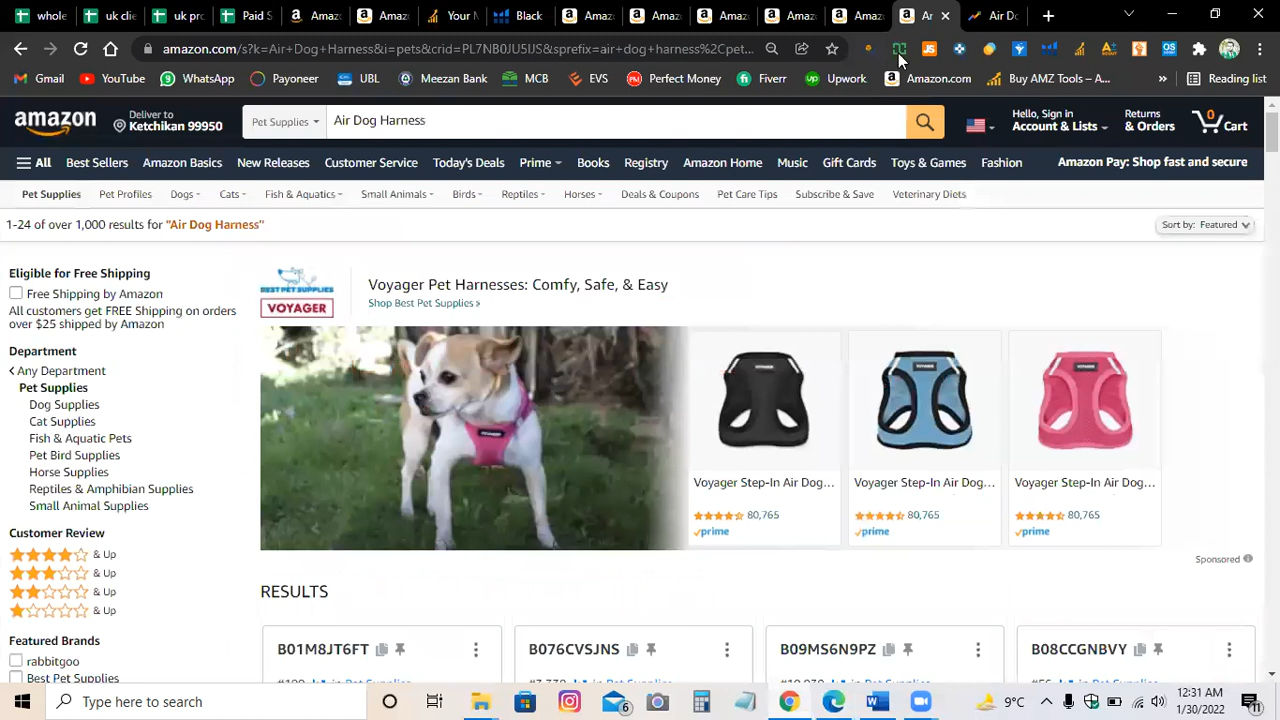 whole
uk cli
uk pro
Paid S
Amaz
Amaz
Your N
Black
Amaz
Amaz
Amaz
Amaz
Amaz
Ar
Air Do
amazon.com/s?k=Air+Dog+Harness&i=pets&crid=PL7NB0JU5IJS&sprefix=air+dog+harness%2Cpet...
Gmail YouTube WhatsApp Payoneer UBL Meezan Bank MCB EVS Perfect Money Fiverr Upwork Amazon.com Buy AMZ Tools – A... » Reading list
amazon
Deliver to
Ketchikan 99950
Pet Supplies
Air Dog Harness
Hello, Sign in
Account & Lists
Returns
& Orders
0
Cart
All Best Sellers Amazon Basics New Releases Customer Service Today's Deals Prime Books Registry Amazon Home Music Gift Cards Toys & Games Fashion Amazon Pay: Shop fast and secure
Pet Supplies Pet Profiles Dogs Cats Fish & Aquatics Small Animals Birds Reptiles Horses Deals & Coupons Pet Care Tips Subscribe & Save Veterinary Diets
1-24 of over 1,000 results for "Air Dog Harness"
Sort by: Featured
Eligible for Free Shipping
Free Shipping by Amazon
All customers get FREE Shipping on orders
over $25 shipped by Amazon
Department
Any Department
Pet Supplies
Dog Supplies
Cat Supplies
Fish & Aquatic Pets
Pet Bird Supplies
Horse Supplies
Reptiles & Amphibian Supplies
Small Animal Supplies
Customer Review
& Up
& Up
& Up
& Up
Featured Brands
rabbitgoo
Best Pet Supplies
BEST PET SUPPLIES
VOYAGER
Voyager Pet Harnesses: Comfy, Safe, & Easy
Shop Best Pet Supplies ›
Voyager Step-In Air Dog...
80,765
prime
Voyager Step-In Air Dog...
80,765
prime
Voyager Step-In Air Dog...
80,765
prime
Sponsored
RESULTS
B01M8JT6FT
B076CVSJNS
B09MS6N9PZ
B08CCGNBVY
Type here to search
6
9°C
12:31 AM
1/30/2022
11